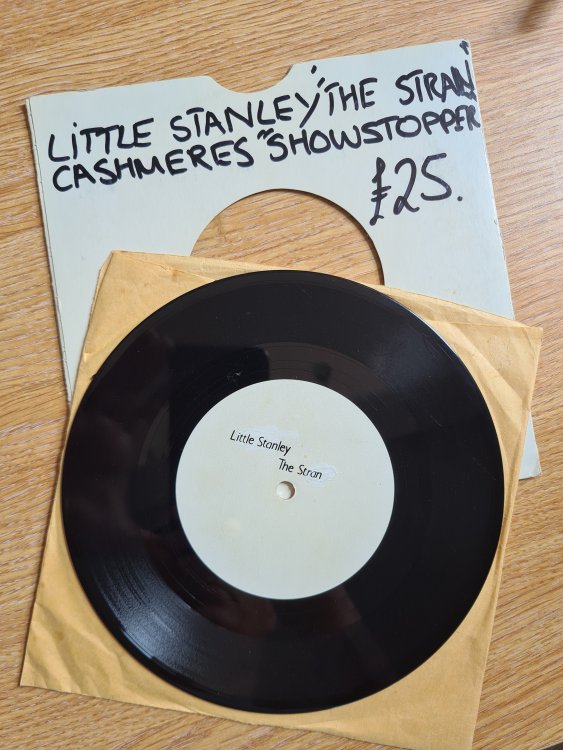 LITTLE STANLEY "THE STRAN"
CASHMERES "SHOWSTOPPER"
£25.
Little Stanley
The Stran